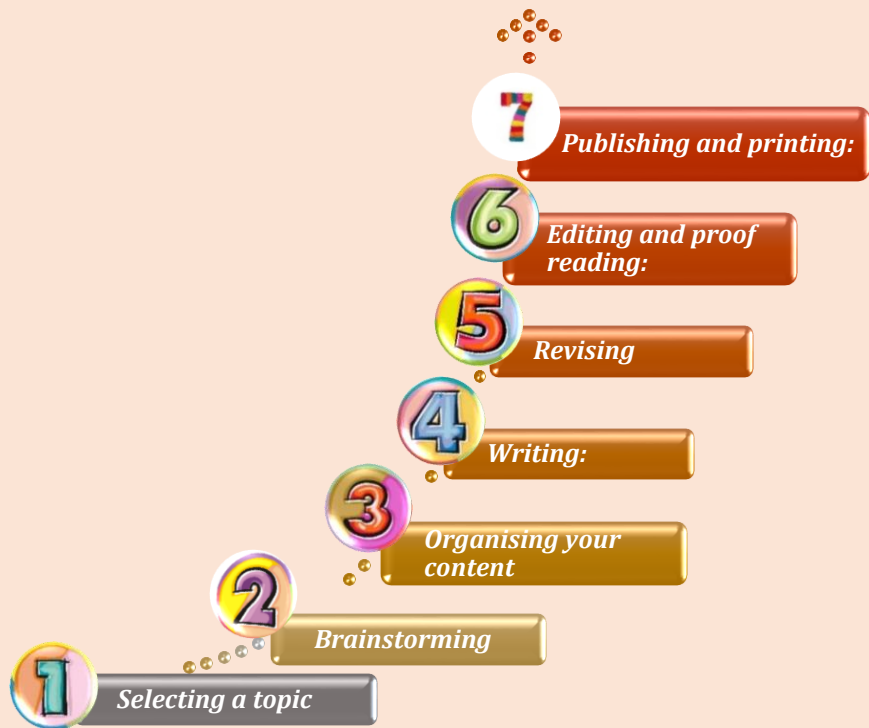 7
Publishing and printing:
6
Editing and proof
reading:
5
Revising
4
Writing:
3
Organising your
content
2
Brainstorming
1
Selecting a topic